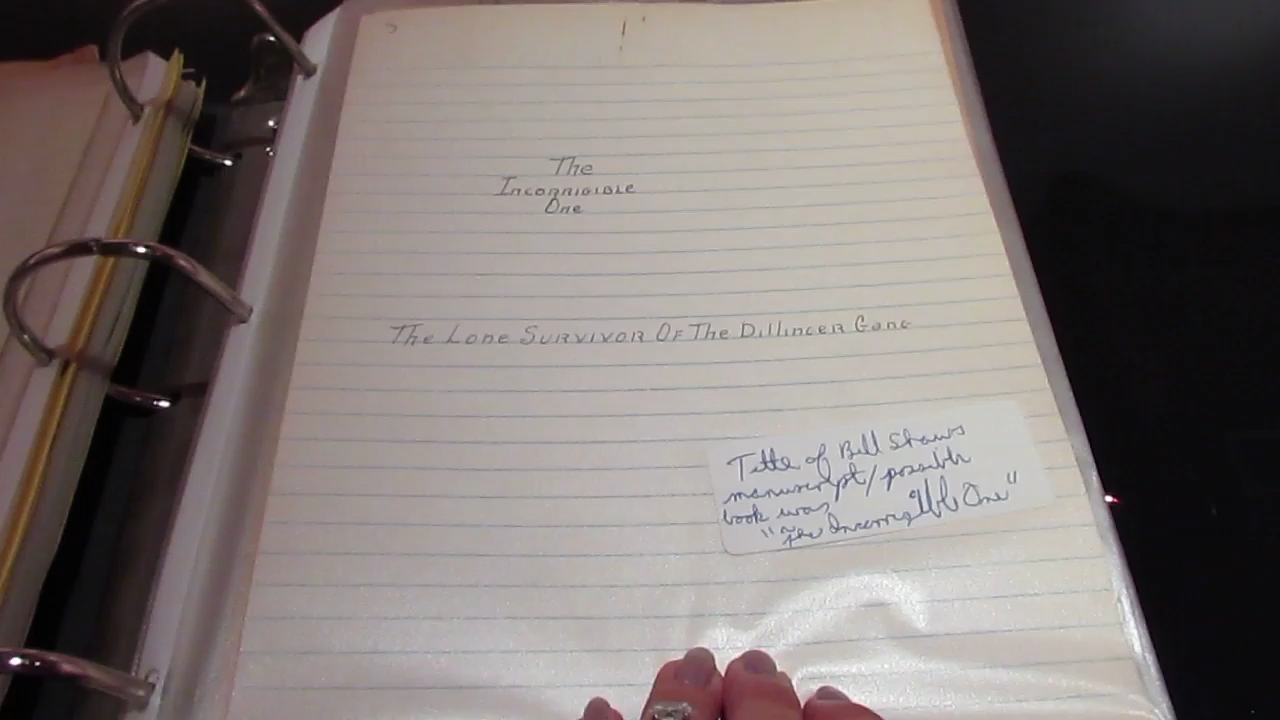 The
Incorrigible
One
The Lone Survivor Of The Dillinger Gang
Title of Bill Shaws
manuscript/possible
book was
"The Incorrigible One"